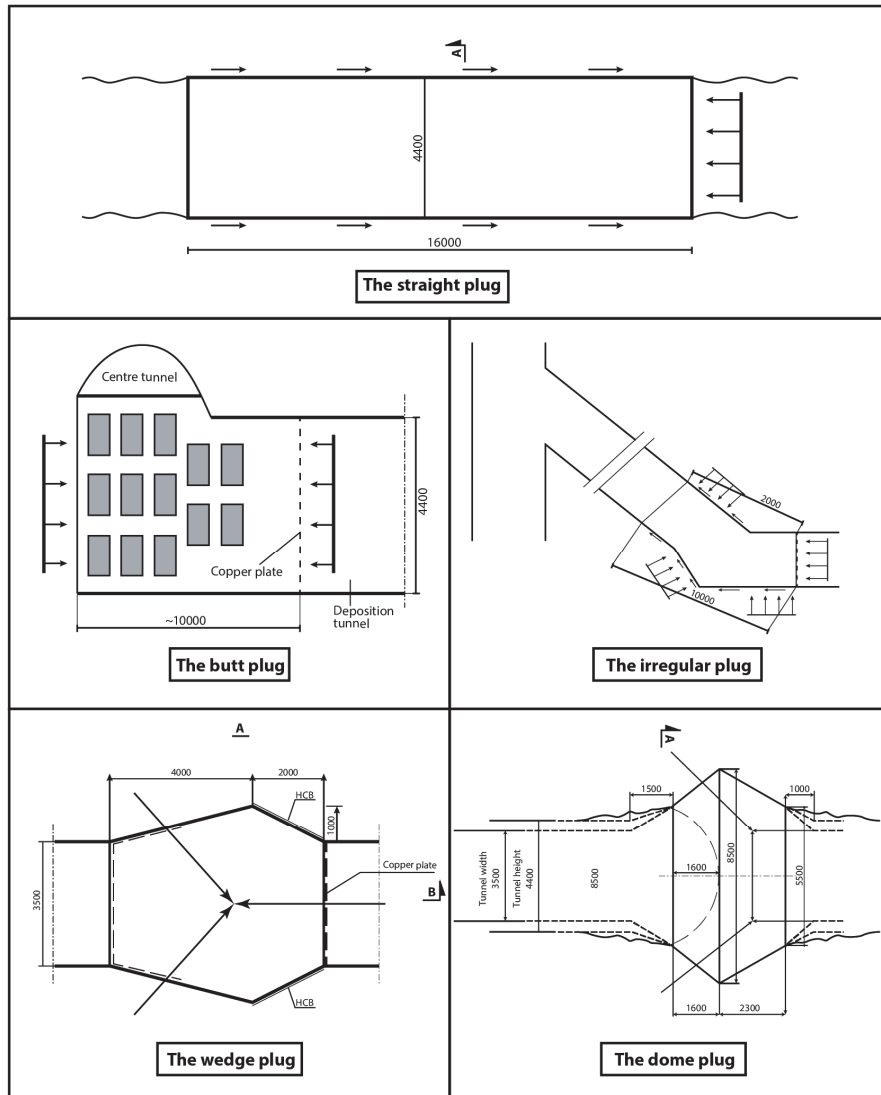 A
4400
16000
The straight plug
Centre tunnel
4400
Copper plate
Deposition
tunnel
~10000
The butt plug
2000
10000
The irregular plug
A
4000
2000
HCB
1000
3500
Copper plate
B
HCB
The wedge plug
A
1500
1000
Tunnel width
3500
Tunnel height
4400
8500
1600
8500
5500
1600
2300
The dome plug